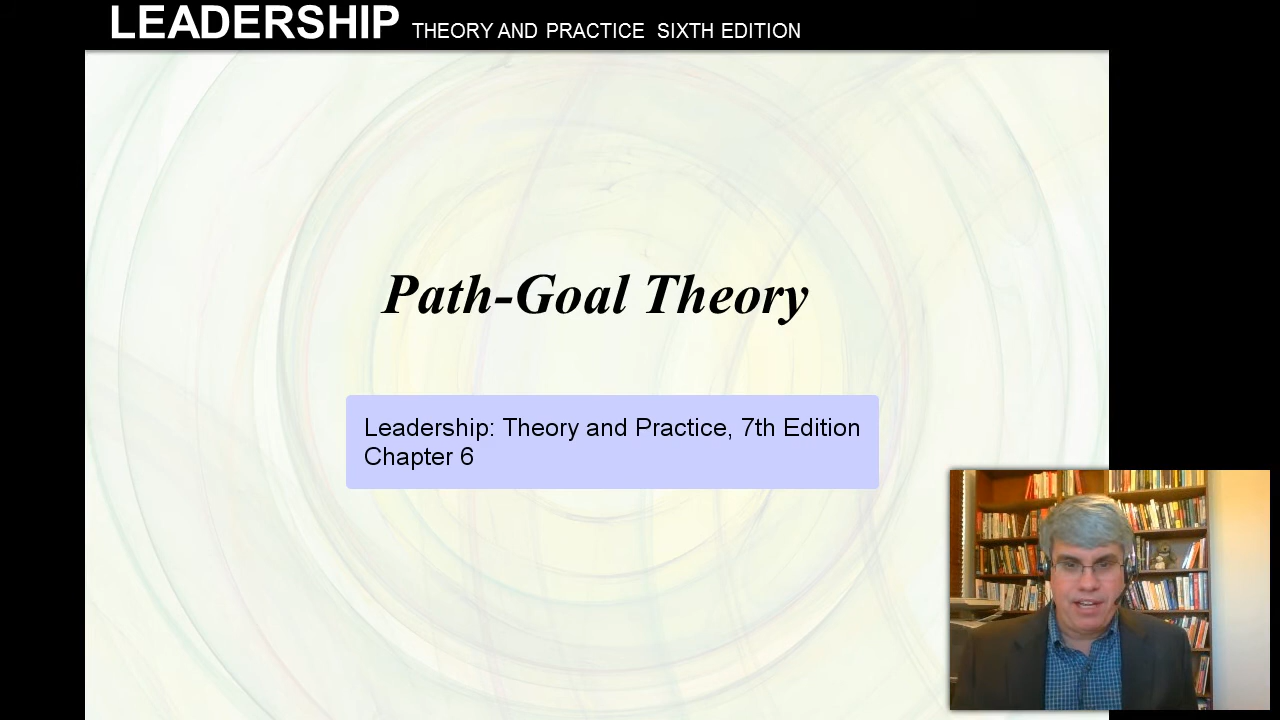 LEADERSHIP THEORY AND PRACTICE SIXTH EDITION
Path-Goal Theory
Leadership: Theory and Practice, 7th Edition
Chapter 6